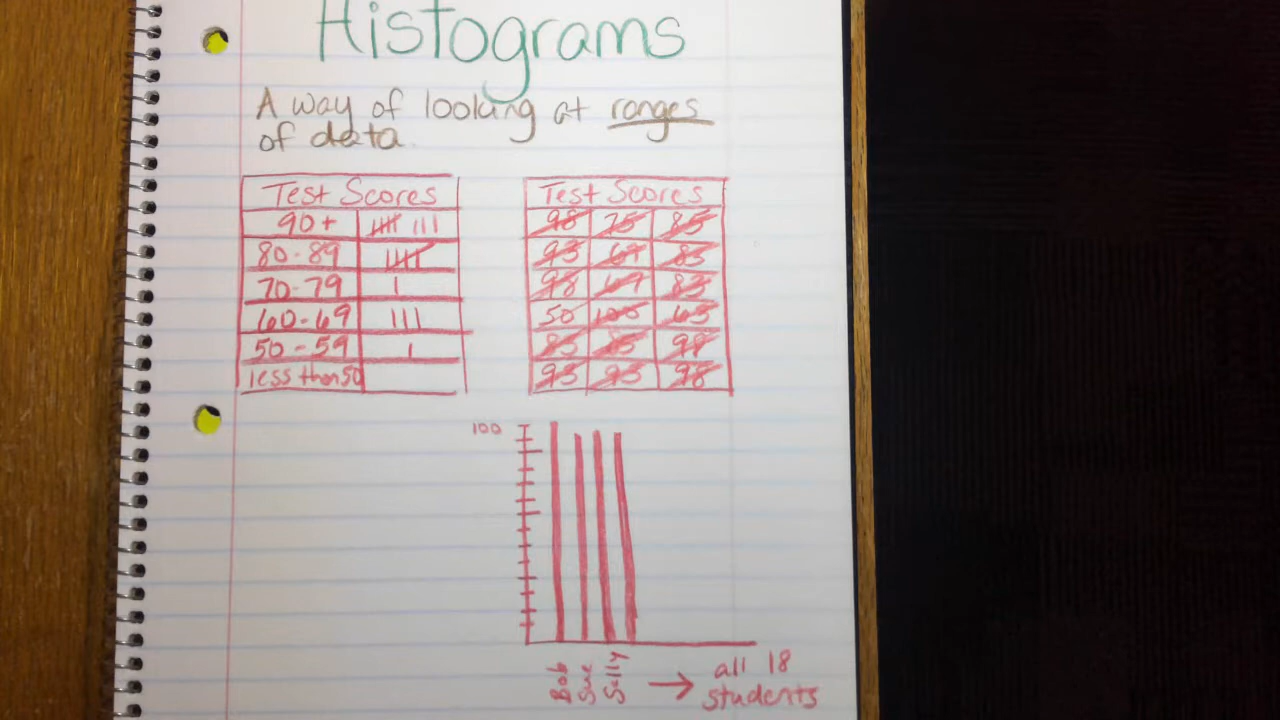 Histograms
A way of looking at ranges
of data.
Test Scores
90+
80-89
70-79
60-69
50-59
less than 50
Test Scores
98 75 85
93 67 83
98 69 83
50 100 65
85 85 98
93 93 98
100
Bob
Sue
Sally
all 18
students